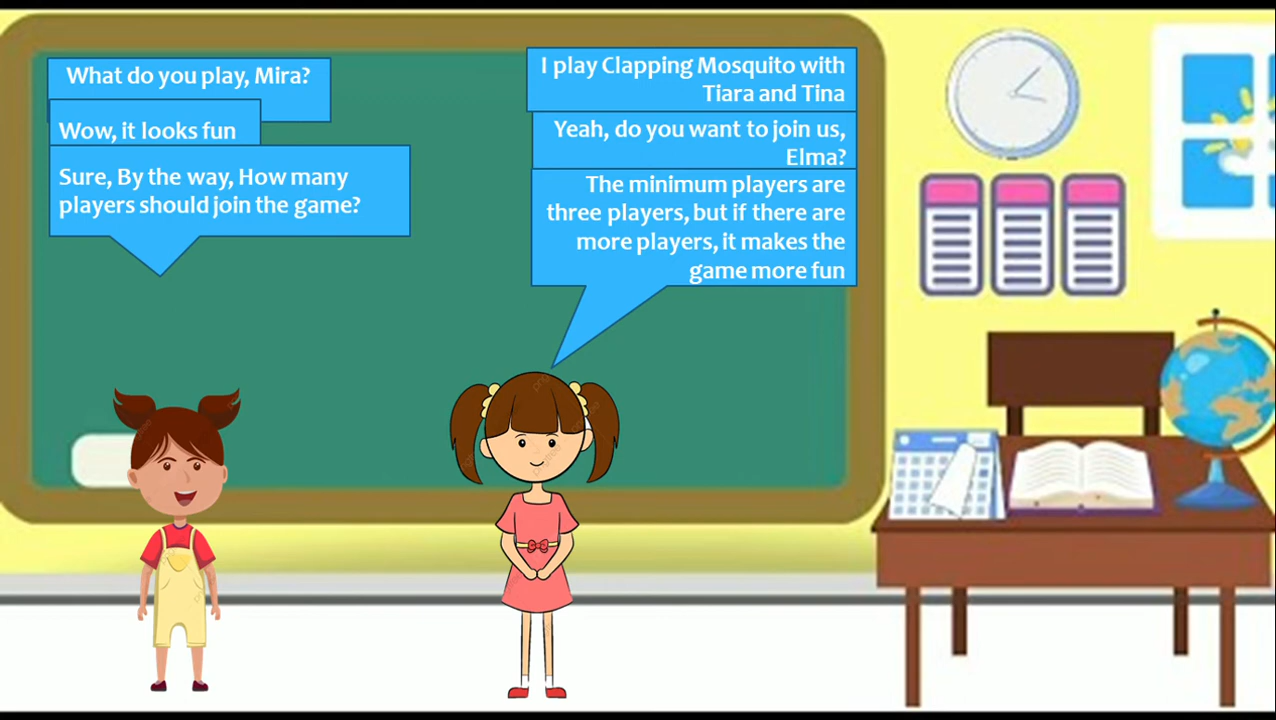 What do you play, Mira?
I play Clapping Mosquito with
Tiara and Tina
Wow, it looks fun
Yeah, do you want to join us,
Elma?
Sure, By the way, How many
players should join the game?
The minimum players are
three players, but if there are
more players, it makes the
game more fun